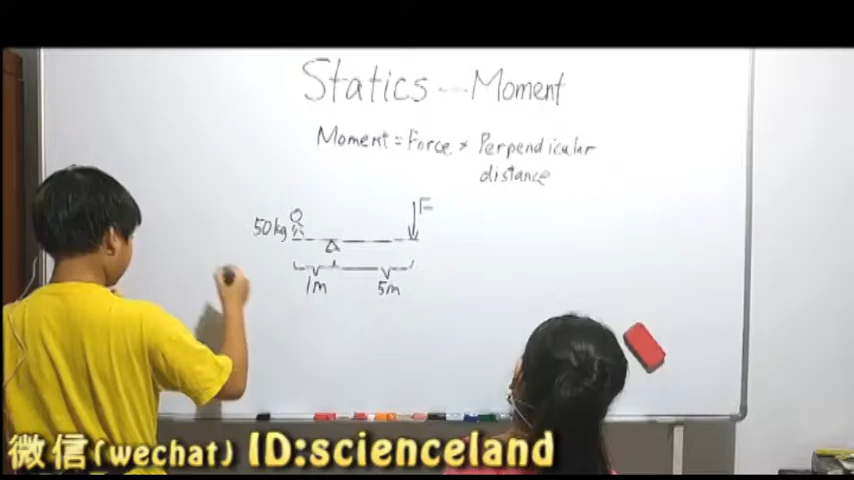 Statics --- Moment
Moment = Force × Perpendicular
distance
F
50kg
1m
5m
微信(wechat) ID:scienceland